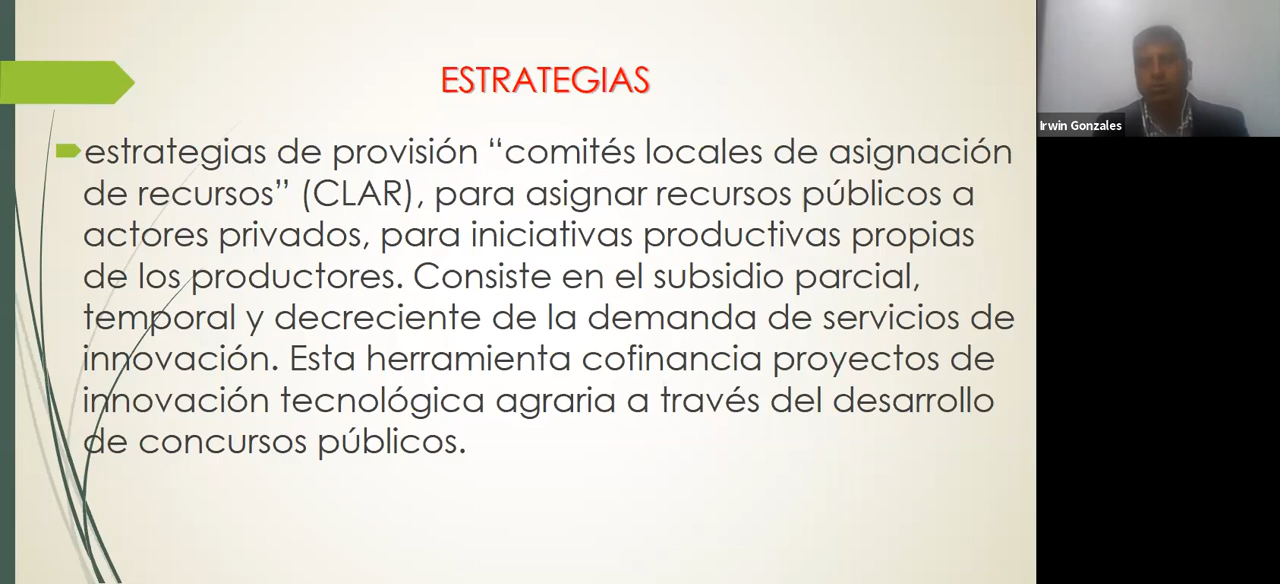 ESTRATEGIAS
estrategias de provisión “comités locales de asignación
de recursos” (CLAR), para asignar recursos públicos a
actores privados, para iniciativas productivas propias
de los productores. Consiste en el subsidio parcial,
temporal y decreciente de la demanda de servicios de
innovación. Esta herramienta cofinancia proyectos de
innovación tecnológica agraria a través del desarrollo
de concursos públicos.
Irwin Gonzales